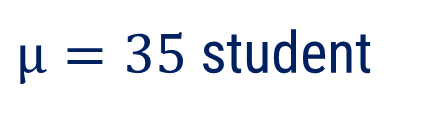 μ = 35 student